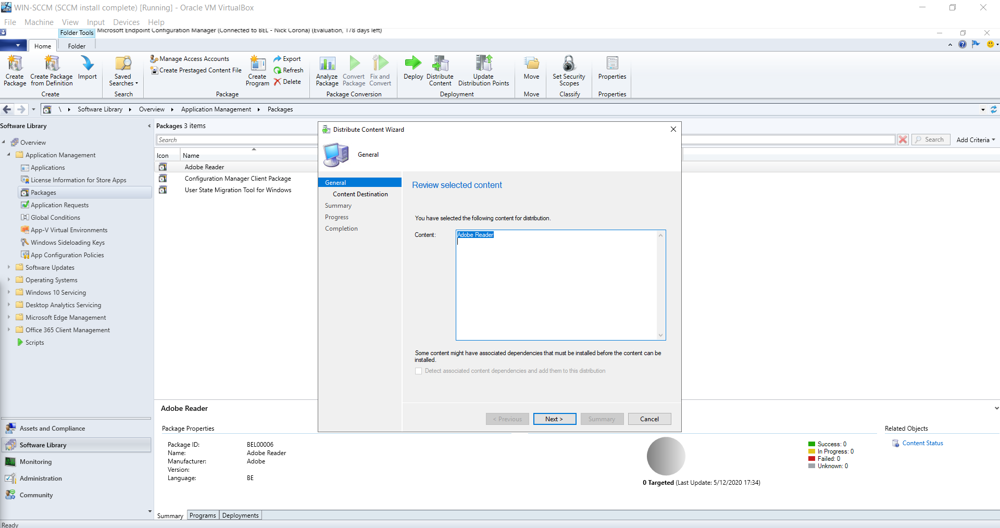 WIN-SCCM (SCCM install complete) [Running] - Oracle VM VirtualBox
File Machine View Input Devices Help
Folder Tools Microsoft Endpoint Configuration Manager (Connected to BEL - Nick Corona) (Evaluation, 178 days left)
Home Folder
Manage Access Accounts Export
Create Prestaged Content File Refresh
Delete
Create Package
Create Package from Definition
Import
Saved Searches
Create Program
Analyze Package
Convert Package
Fix and Convert
Deploy
Distribute Content
Update Distribution Points
Move
Set Security Scopes
Properties
Create Search Package Package Conversion Deployment Move Classify Properties
\ Software Library Overview Application Management Packages
Software Library
Overview
Application Management
Applications
License Information for Store Apps
Packages
Application Requests
Global Conditions
App-V Virtual Environments
Windows Sideloading Keys
App Configuration Policies
Software Updates
Operating Systems
Windows 10 Servicing
Desktop Analytics Servicing
Microsoft Edge Management
Office 365 Client Management
Scripts
Assets and Compliance
Software Library
Monitoring
Administration
Community
Packages 3 items
Search
Search Add Criteria
Icon Name
Adobe Reader
Configuration Manager Client Package
User State Migration Tool for Windows
Distribute Content Wizard
General
General
Content Destination
Summary
Progress
Completion
Review selected content
You have selected the following content for distribution.
Content: Adobe Reader
Some content might have associated dependencies that must be installed before the content can be
installed.
Detect associated content dependencies and add them to this distribution
< Previous Next > Summary Cancel
Adobe Reader
Package Properties
Package ID: BEL00006
Name: Adobe Reader
Manufacturer: Adobe
Version:
Language: BE
Success: 0
In Progress: 0
Failed: 0
Unknown: 0
0 Targeted (Last Update: 5/12/2020 17:34)
Related Objects
Content Status
Summary Programs Deployments
Ready